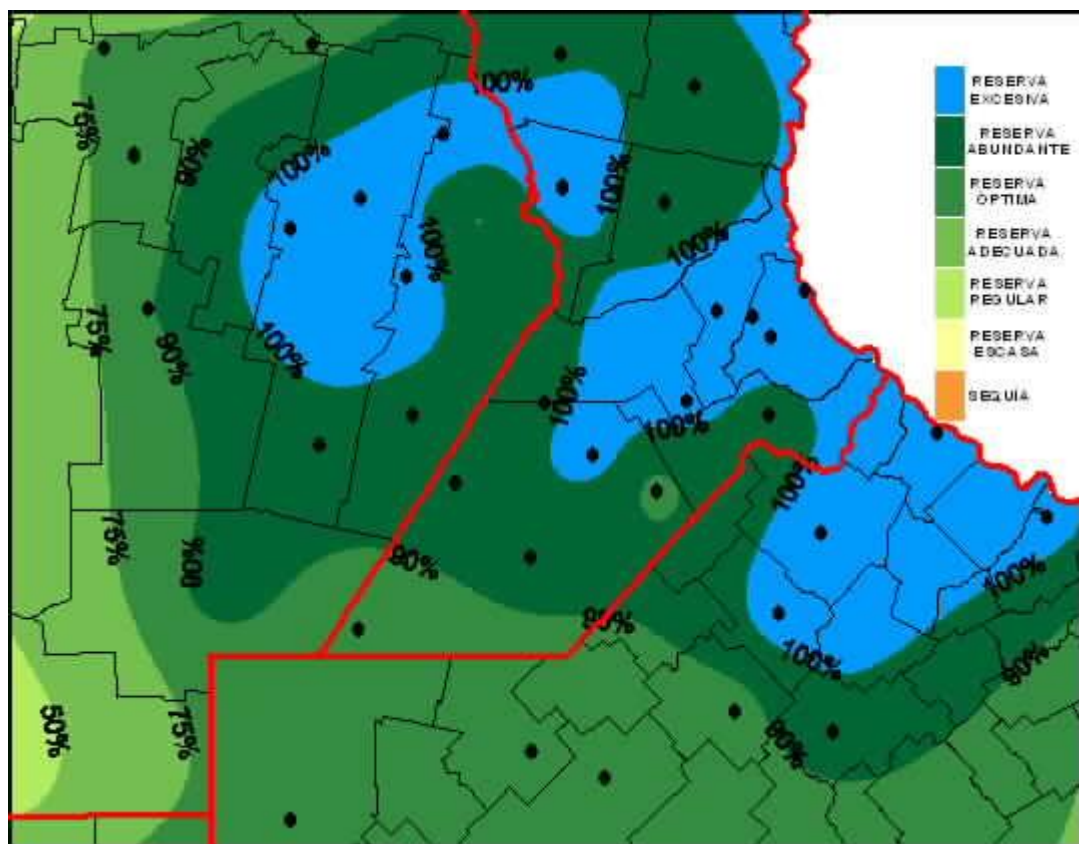 100%
RESERVA
EXCESIVA
75%
RESERVA
ABUNDANTE
90%
100%
RESERVA
ÓPTIMA
100%
RESERVA
ADECUADA
100%
100%
RESERVA
REGULAR
75%
RESERVA
ESCASA
90%
100%
SEQUÍA
100%
100%
100%
75%
90%
90%
100%
90%
100%
90%
50%
75%
90%